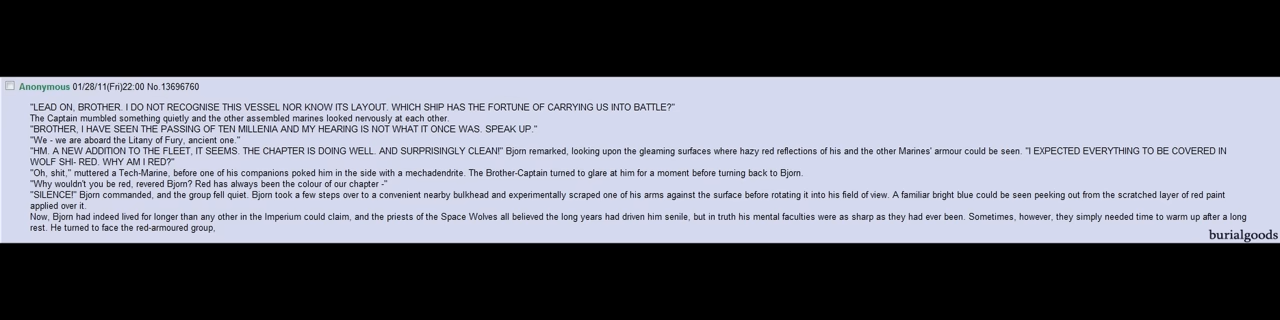 Anonymous 01/28/11(Fri)22:00 No.13696760
"LEAD ON, BROTHER. I DO NOT RECOGNISE THIS VESSEL NOR KNOW ITS LAYOUT. WHICH SHIP HAS THE FORTUNE OF CARRYING US INTO BATTLE?"
The Captain mumbled something quietly and the other assembled marines looked nervously at each other.
"BROTHER, I HAVE SEEN THE PASSING OF TEN MILLENIA AND MY HEARING IS NOT WHAT IT ONCE WAS. SPEAK UP."
"We - we are aboard the Litany of Fury, ancient one."
"HM. A NEW ADDITION TO THE FLEET, IT SEEMS. THE CHAPTER IS DOING WELL. AND SURPRISINGLY CLEAN!" Bjorn remarked, looking upon the gleaming surfaces where hazy red reflections of his and the other Marines' armour could be seen. "I EXPECTED EVERYTHING TO BE COVERED IN
WOLF SHI- RED. WHY AM I RED?"
"Oh, shit," muttered a Tech-Marine, before one of his companions poked him in the side with a mechadendrite. The Brother-Captain turned to glare at him for a moment before turning back to Bjorn.
"Why wouldn't you be red, revered Bjorn? Red has always been the colour of our chapter -"
"SILENCE!" Bjorn commanded, and the group fell quiet. Bjorn took a few steps over to a convenient nearby bulkhead and experimentally scraped one of his arms against the surface before rotating it into his field of view. A familiar bright blue could be seen peeking out from the scratched layer of red paint
applied over it.
Now, Bjorn had indeed lived for longer than any other in the Imperium could claim, and the priests of the Space Wolves all believed the long years had driven him senile, but in truth his mental faculties were as sharp as they had ever been. Sometimes, however, they simply needed time to warm up after a long
rest. He turned to face the red-armoured group,
burialgoods